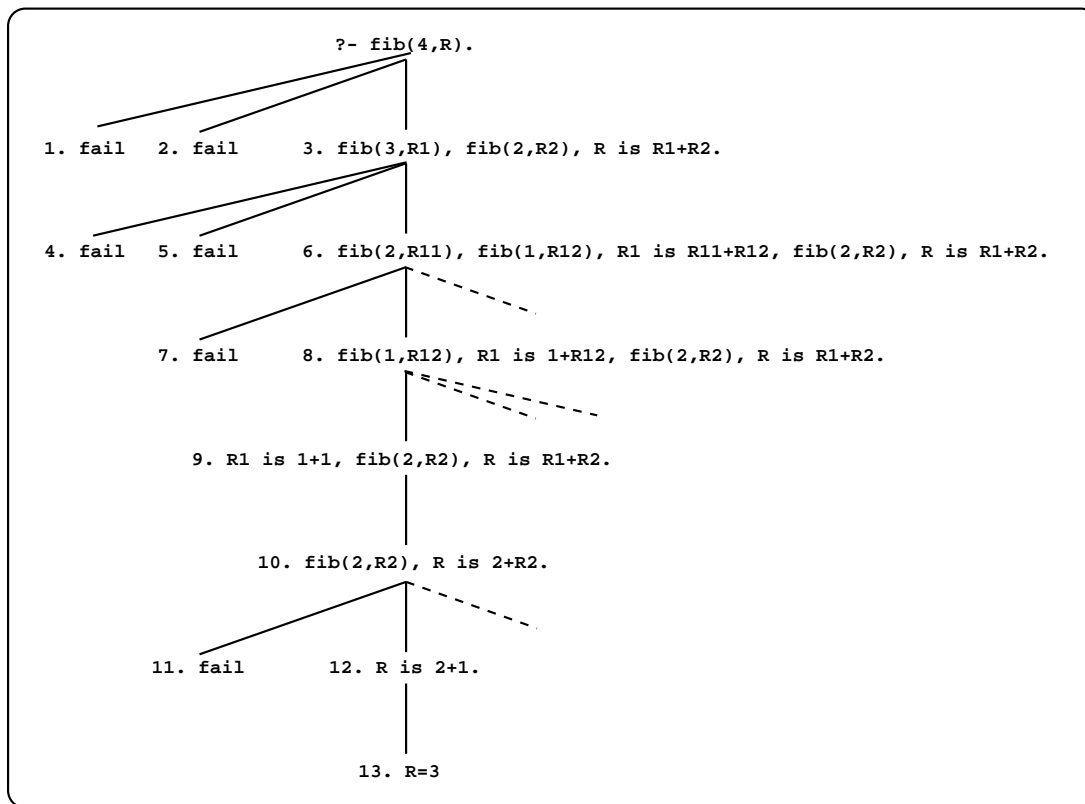 ?- fib(4,R).
1. fail 2. fail 3. fib(3,R1), fib(2,R2), R is R1+R2.
4. fail 5. fail 6. fib(2,R11), fib(1,R12), R1 is R11+R12, fib(2,R2), R is R1+R2.
7. fail 8. fib(1,R12), R1 is 1+R12, fib(2,R2), R is R1+R2.
9. R1 is 1+1, fib(2,R2), R is R1+R2.
10. fib(2,R2), R is 2+R2.
11. fail 12. R is 2+1.
13. R=3